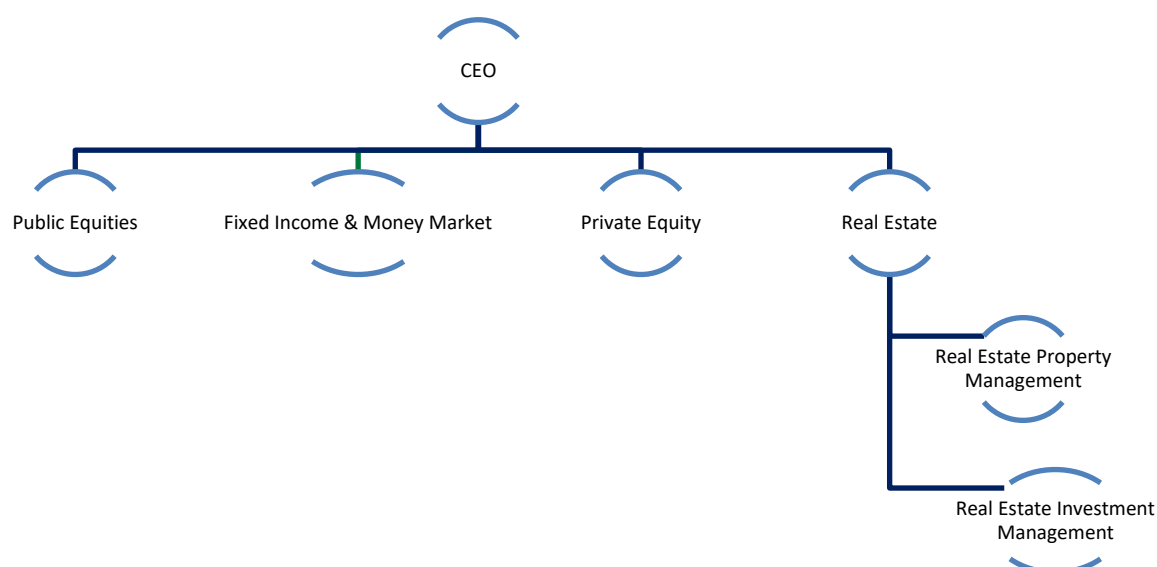 CEO
Public Equities
Fixed Income & Money Market
Private Equity
Real Estate
Real Estate Property
Management
Real Estate Investment
Management